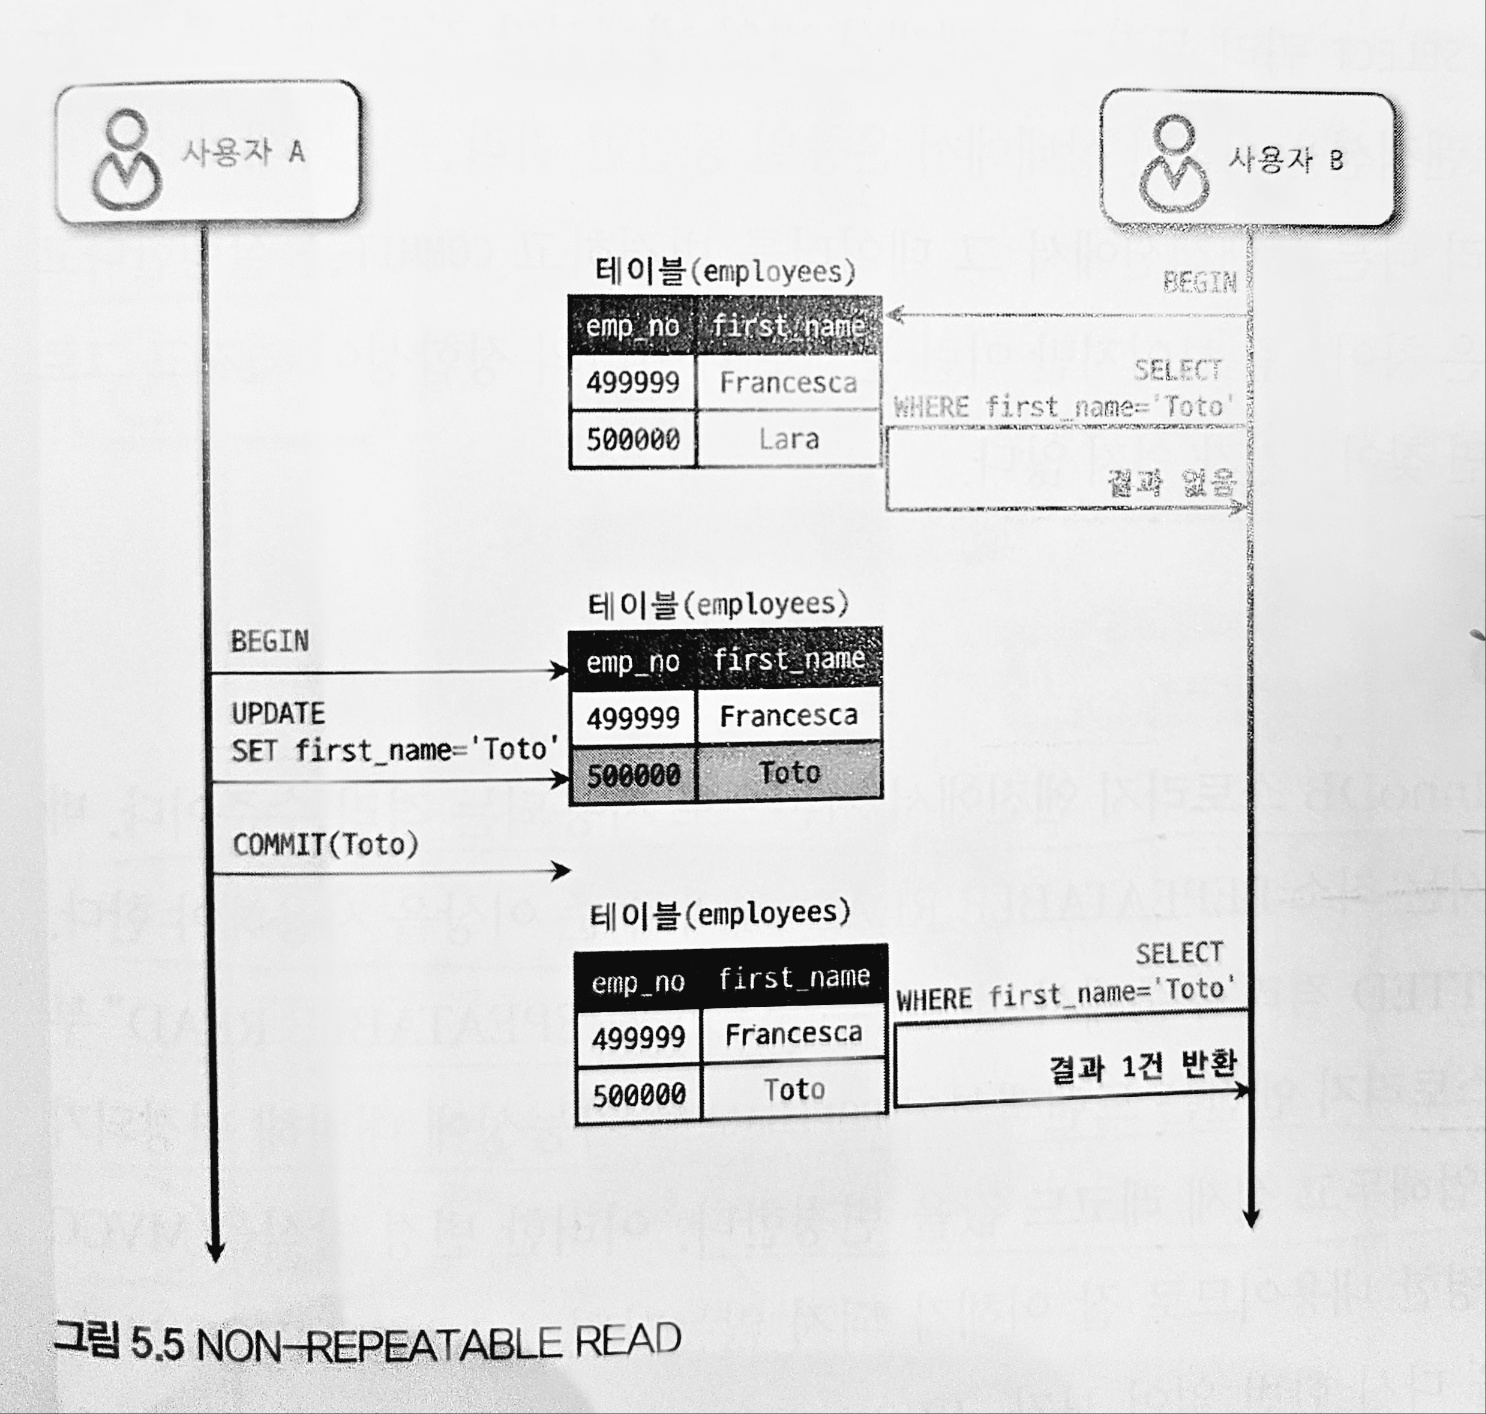 사용자 A
사용자 B
테이블(employees)
emp_no first_name
499999 Francesca
500000 Lara
BEGIN
SELECT
WHERE first_name='Toto'
결과 없음
BEGIN
UPDATE
SET first_name='Toto'
COMMIT(Toto)
테이블(employees)
emp_no first_name
499999 Francesca
500000 Toto
테이블(employees)
emp_no first_name
499999 Francesca
500000 Toto
SELECT
WHERE first_name='Toto'
결과 1건 반환
그림 5.5 NON-REPEATABLE READ